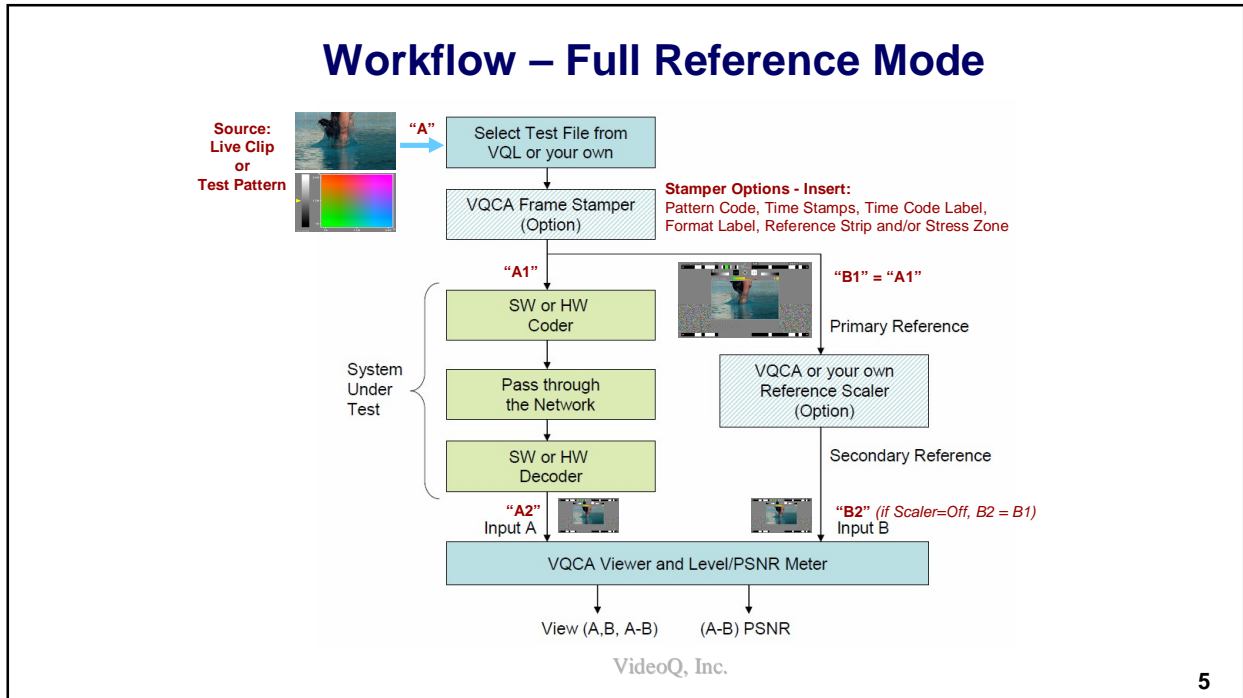 Workflow – Full Reference Mode
Source:
Live Clip
or
Test Pattern
“A”
Select Test File from
VQL or your own
VQCA Frame Stamper
(Option)
Stamper Options - Insert:
Pattern Code, Time Stamps, Time Code Label,
Format Label, Reference Strip and/or Stress Zone
“A1”
“B1” = “A1”
SW or HW
Coder
Primary Reference
System
Under
Test
Pass through
the Network
VQCA or your own
Reference Scaler
(Option)
SW or HW
Decoder
Secondary Reference
“A2”
Input A
“B2” (if Scaler=Off, B2 = B1)
Input B
VQCA Viewer and Level/PSNR Meter
View (A,B, A-B)
(A-B) PSNR
VideoQ, Inc.
5